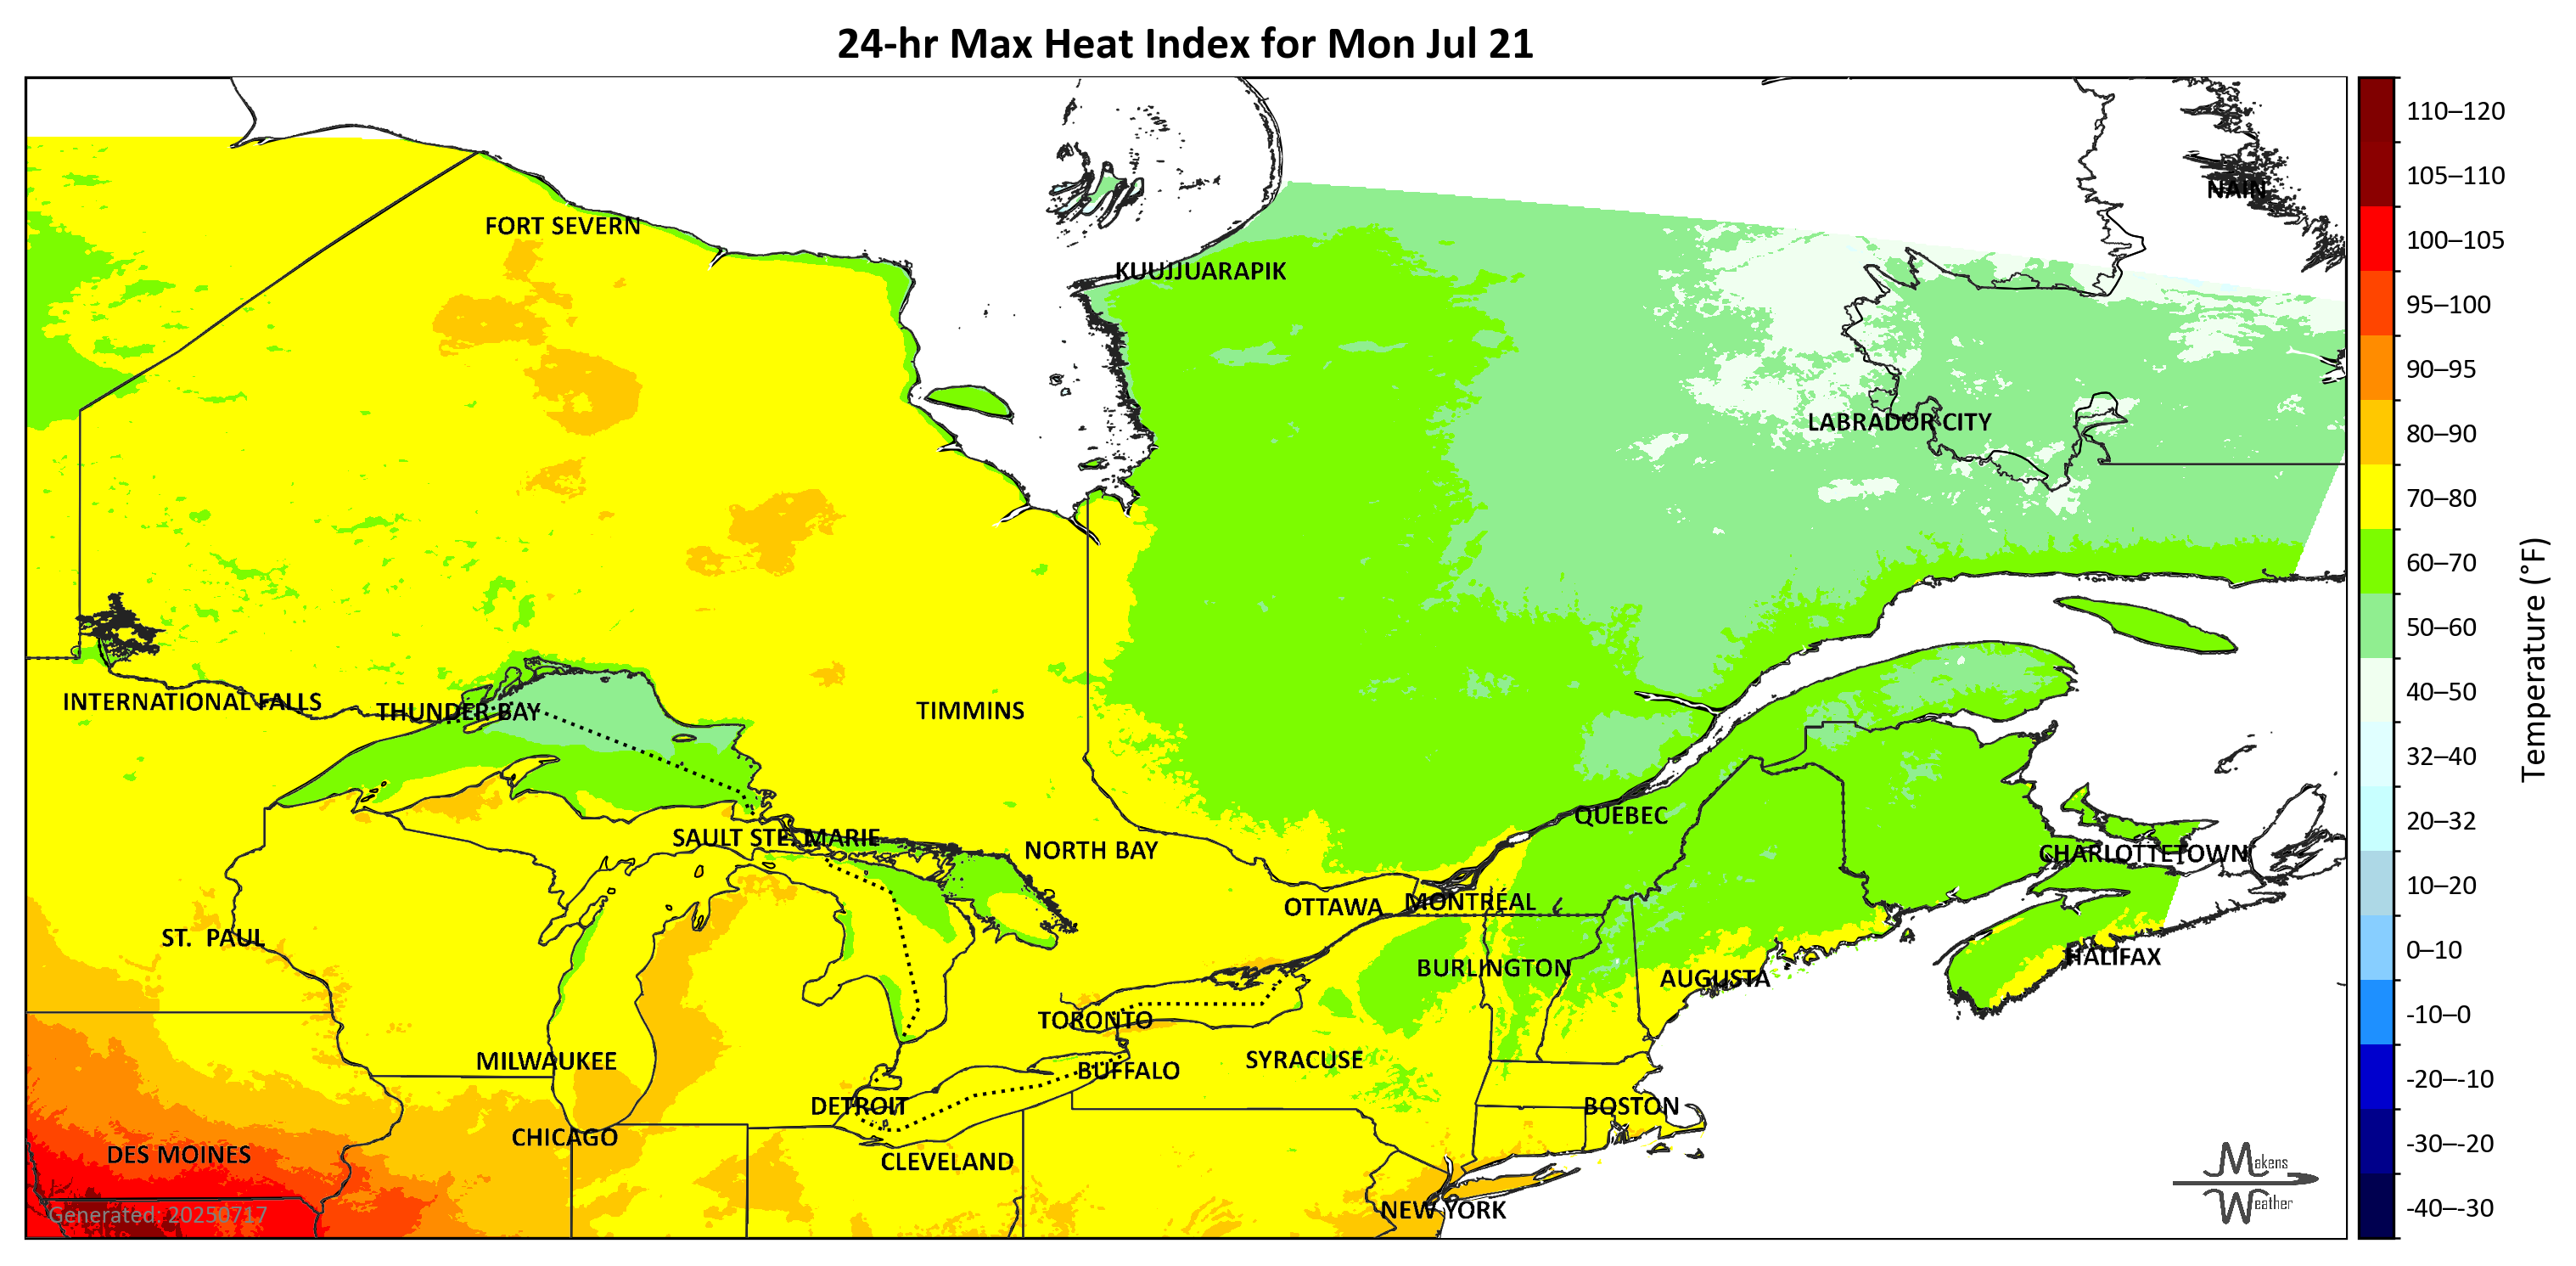 24-hr Max Heat Index for Mon Jul 21
110–120
105–110
NAIN
FORT SEVERN
100–105
KUUJJUARAPIK
95–100
90–95
LABRADOR CITY
80–90
70–80
60–70
50–60
Temperature (°F)
INTERNATIONAL FALLS
THUNDER BAY
TIMMINS
40–50
32–40
QUÉBEC
20–32
SAULT STE. MARIE
NORTH BAY
CHARLOTTETOWN
10–20
OTTAWA
MONTRÉAL
ST. PAUL
BURLINGTON
HALIFAX
0–10
AUGUSTA
TORONTO
-10–0
MILWAUKEE
BUFFALO
SYRACUSE
-20–-10
DETROIT
BOSTON
CHICAGO
-30–-20
DES MOINES
CLEVELAND
Makens
Weather
NEW YORK
-40–-30
Generated: 20250717